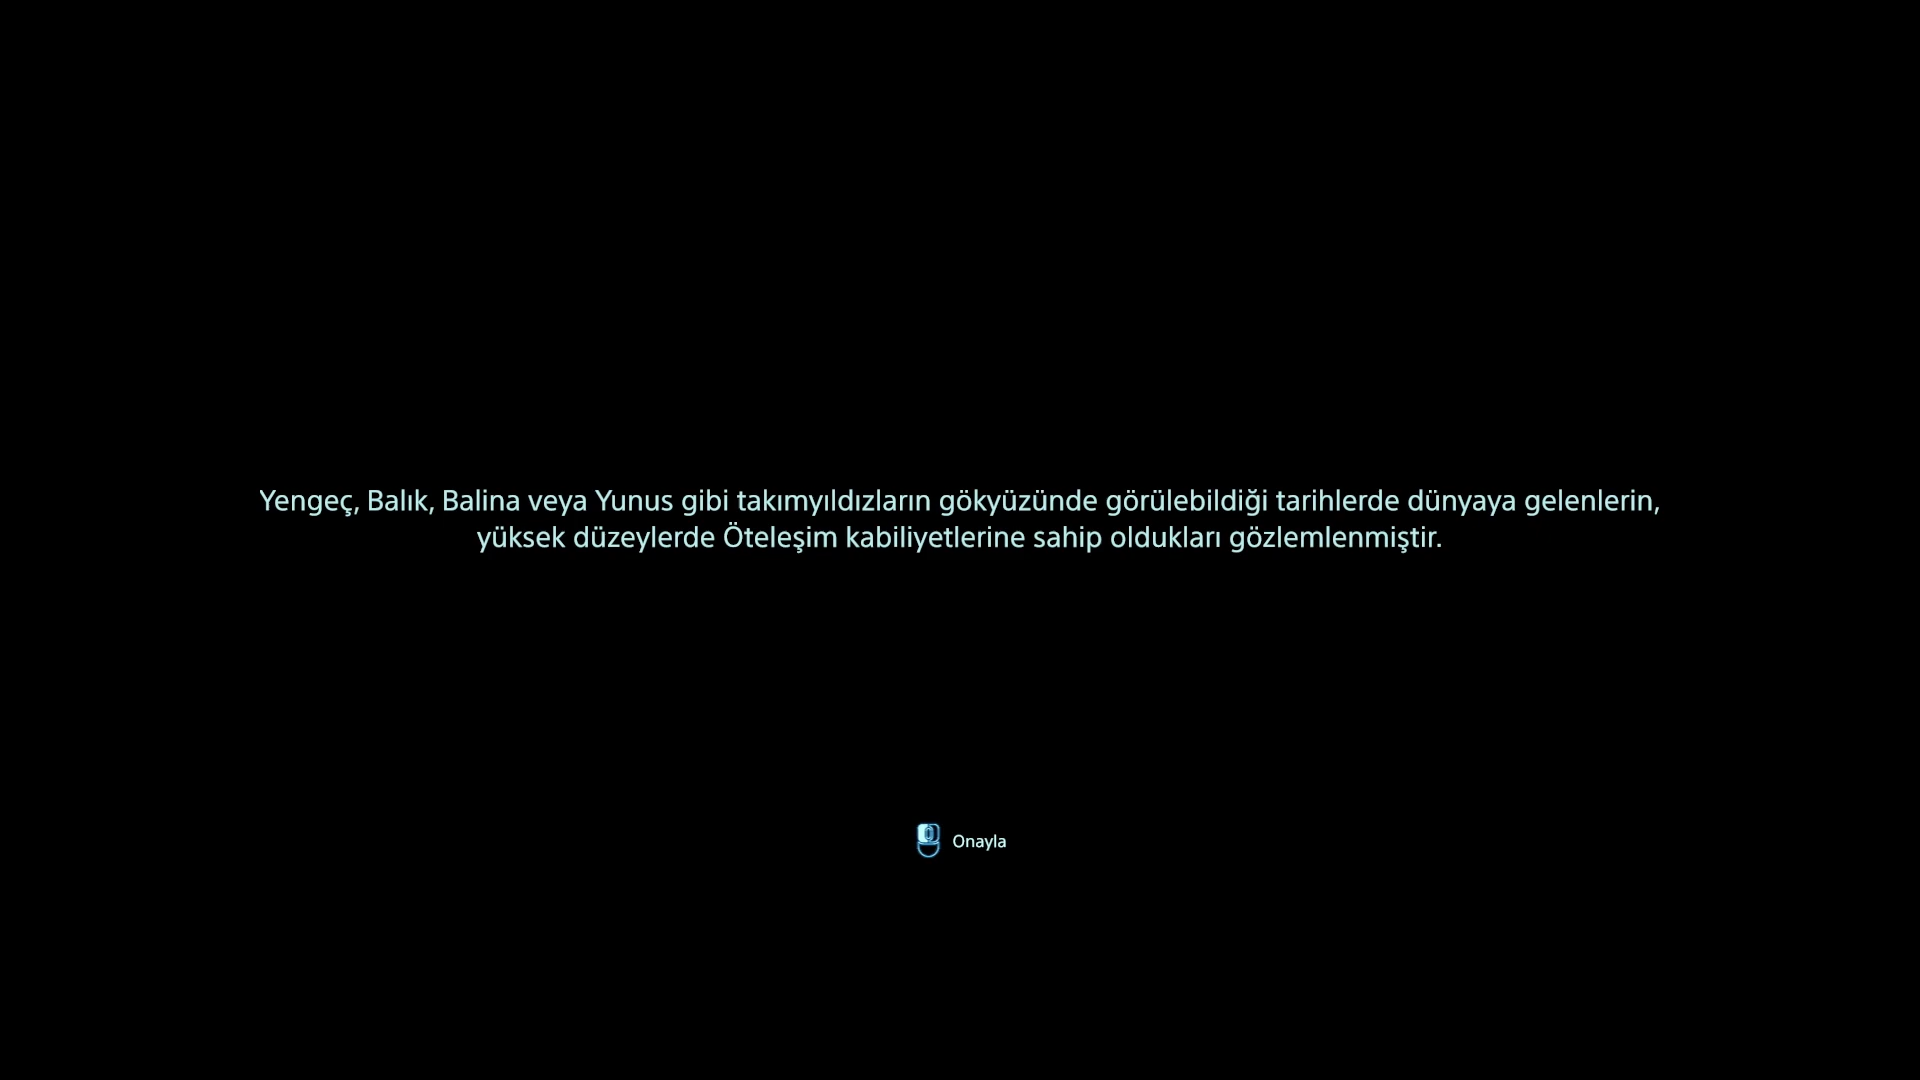 Yengeç, Balık, Balina veya Yunus gibi takımyıldızların gökyüzünde görülebildiği tarihlerde dünyaya gelenlerin,
yüksek düzeylerde Öteleşim kabiliyetlerine sahip oldukları gözlemlenmiştir.
Onayla